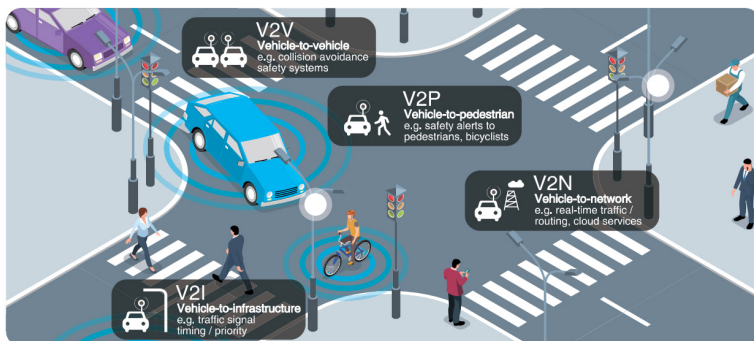 V2V
Vehicle-to-vehicle
e.g. collision avoidance
safety systems
V2P
Vehicle-to-pedestrian
e.g. safety alerts to
pedestrians, bicyclists
V2N
Vehicle-to-network
e.g. real-time traffic /
routing, cloud services
V2I
Vehicle-to-infrastructure
e.g. traffic signal
timing / priority